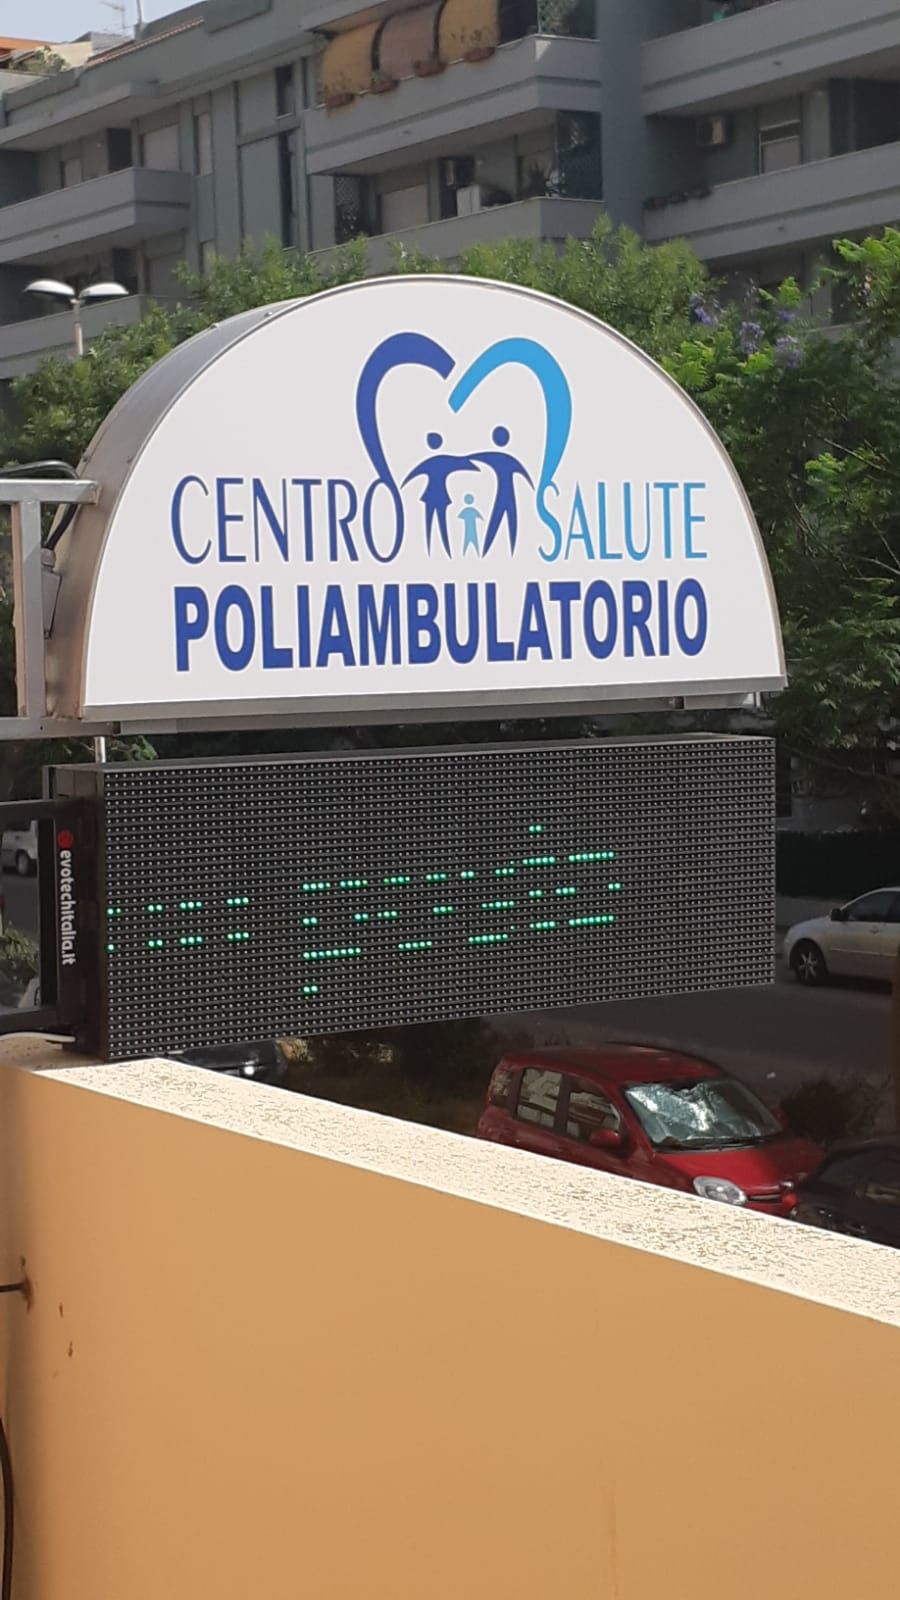 CENTRO SALUTE
POLIAMBULATORIO
evotechitalia.it